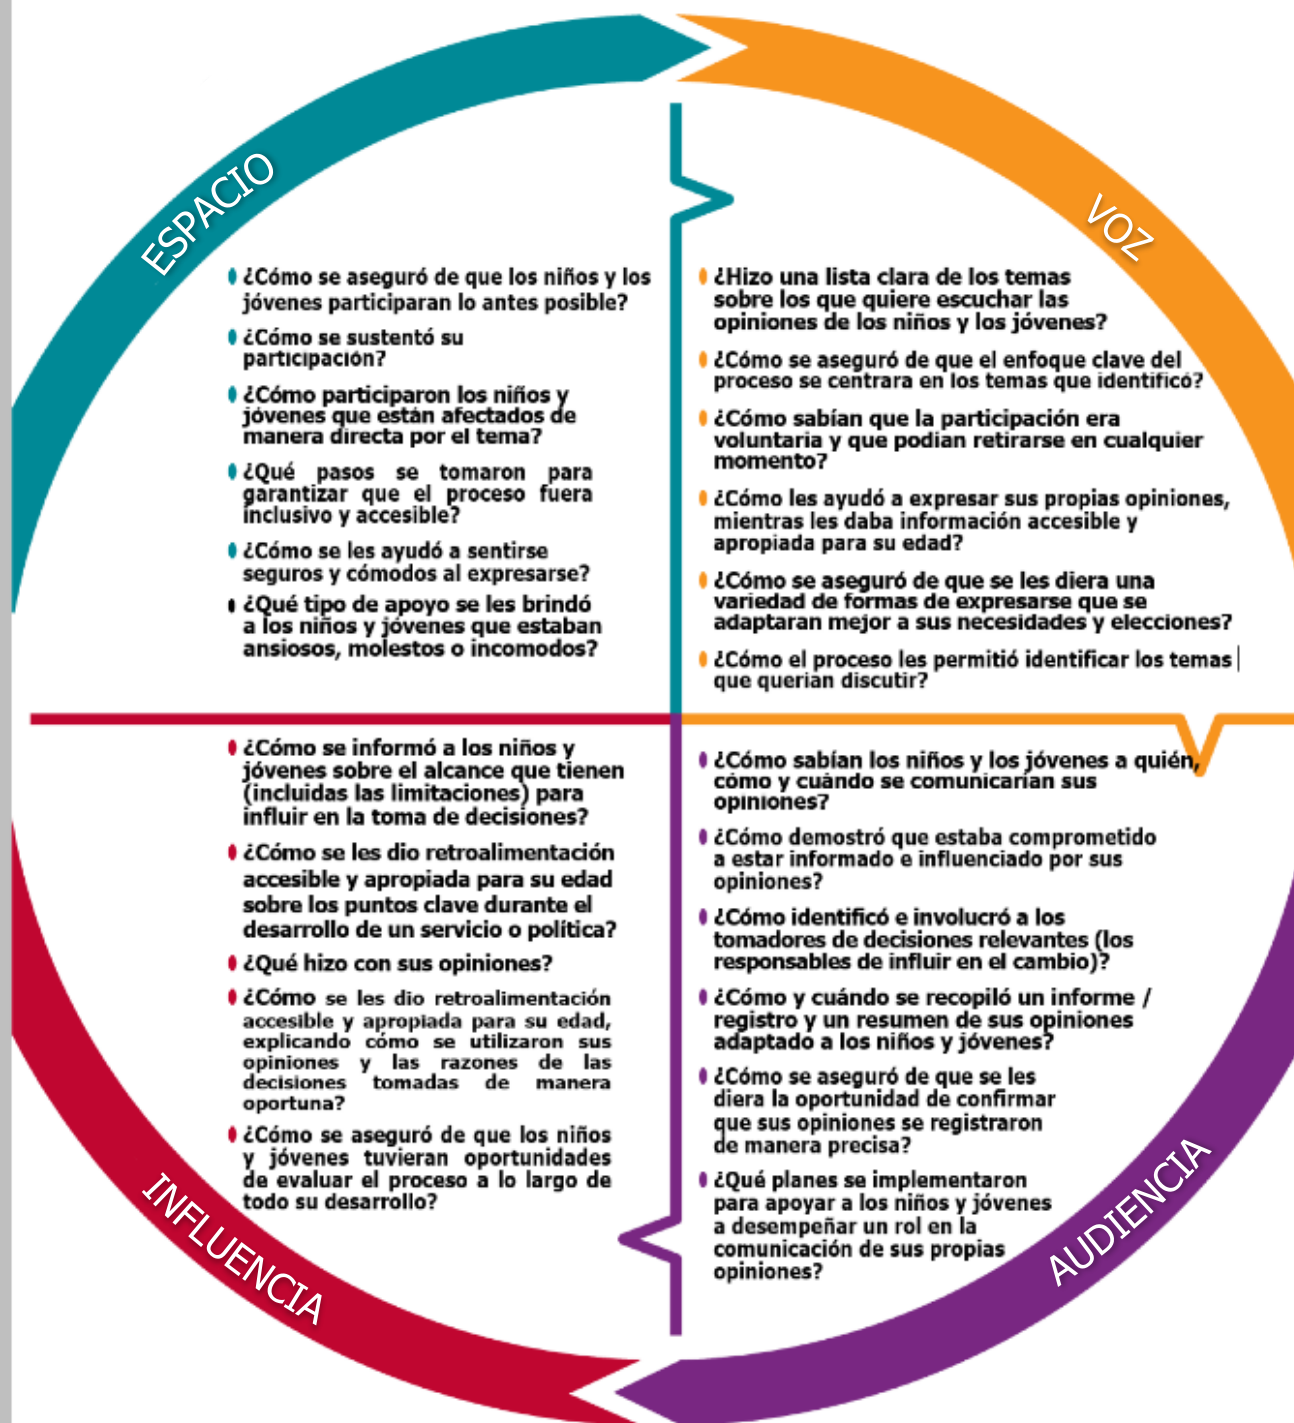 ESPACIO
¿Cómo se aseguró de que los niños y los
jóvenes participaran lo antes posible?
¿Cómo se sustentó su
participación?
¿Cómo participaron los niños y
jóvenes que están afectados de
manera directa por el tema?
¿Qué pasos se tomaron para
garantizar que el proceso fuera
inclusivo y accesible?
¿Cómo se les ayudó a sentirse
seguros y cómodos al expresarse?
¿Qué tipo de apoyo se les brindó
a los niños y jóvenes que estaban
ansiosos, molestos o incomodos?
VOZ
¿Hizo una lista clara de los temas
sobre los que quiere escuchar las
opiniones de los niños y los jóvenes?
¿Cómo se aseguró de que el enfoque clave del
proceso se centrara en los temas que identificó?
¿Cómo sabían que la participación era
voluntaria y que podían retirarse en cualquier
momento?
¿Cómo les ayudó a expresar sus propias opiniones,
mientras les daba información accesible y
apropiada para su edad?
¿Cómo se aseguró de que se les diera una
variedad de formas de expresarse que se
adaptaran mejor a sus necesidades y elecciones?
¿Cómo el proceso les permitió identificar los temas
que querían discutir?
¿Cómo se informó a los niños y
jóvenes sobre el alcance que tienen
(incluidas las limitaciones) para
influir en la toma de decisiones?
¿Cómo se les dio retroalimentación
accesible y apropiada para su edad
sobre los puntos clave durante el
desarrollo de un servicio o política?
¿Qué hizo con sus opiniones?
¿Cómo se les dio retroalimentación
accesible y apropiada para su edad,
explicando cómo se utilizaron sus
opiniones y las razones de las
decisiones tomadas de manera
oportuna?
¿Cómo se aseguró de que los niños
y jóvenes tuvieran oportunidades
de evaluar el proceso a lo largo de
todo su desarrollo?
INFLUENCIA
¿Cómo sabían los niños y los jóvenes a quién,
cómo y cuándo se comunicarían sus
opiniones?
¿Cómo demostró que estaba comprometido
a estar informado e influenciado por sus
opiniones?
¿Cómo identificó e involucró a los
tomadores de decisiones relevantes (los
responsables de influir en el cambio)?
¿Cómo y cuándo se recopiló un informe /
registro y un resumen de sus opiniones
adaptado a los niños y jóvenes?
¿Cómo se aseguró de que se les
diera la oportunidad de confirmar
que sus opiniones se registraron
de manera precisa?
¿Qué planes se implementaron
para apoyar a los niños y jóvenes
a desempeñar un rol en la
comunicación de sus propias
opiniones?
AUDIENCIA